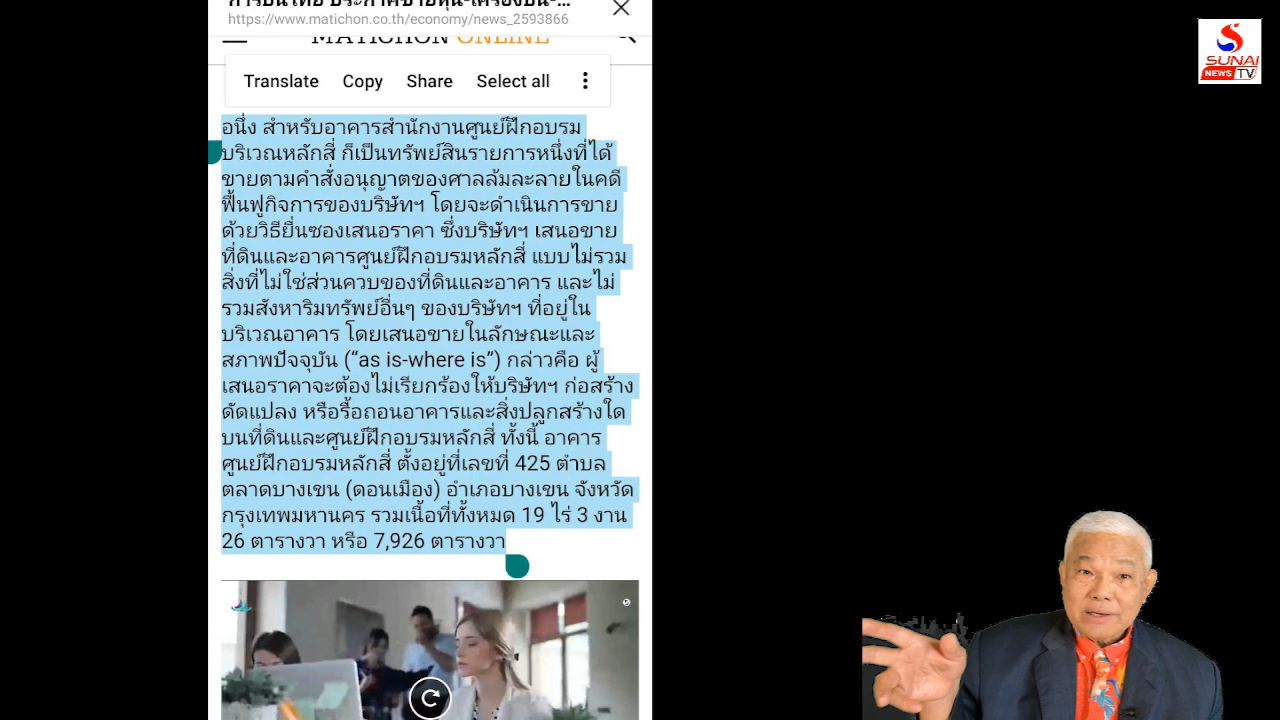 การบินไทย ประกาศขายหุ้น-เครื่องบิน-...
https://www.matichon.co.th/economy/news_2593866
MATICHON ONLINE
Translate Copy Share Select all
อนึ่ง สำหรับอาคารสำนักงานศูนย์ฝึกอบรม
บริเวณหลักสี่ ก็เป็นทรัพย์สินรายการหนึ่งที่ได้
ขายตามคำสั่งอนุญาตของศาลล้มละลายในคดี
ฟื้นฟูกิจการของบริษัทฯ โดยจะดำเนินการขาย
ด้วยวิธียื่นซองเสนอราคา ซึ่งบริษัทฯ เสนอขาย
ที่ดินและอาคารศูนย์ฝึกอบรมหลักสี่ แบบไม่รวม
สิ่งที่ไม่ใช่ส่วนควบของที่ดินและอาคาร และไม่
รวมสังหาริมทรัพย์อื่นๆ ของบริษัทฯ ที่อยู่ใน
บริเวณอาคาร โดยเสนอขายในลักษณะและ
สภาพปัจจุบัน (“as is-where is”) กล่าวคือ ผู้
เสนอราคาจะต้องไม่เรียกร้องให้บริษัทฯ ก่อสร้าง
ดัดแปลง หรือรื้อถอนอาคารและสิ่งปลูกสร้างใด
บนที่ดินและศูนย์ฝึกอบรมหลักสี่ ทั้งนี้ อาคาร
ศูนย์ฝึกอบรมหลักสี่ ตั้งอยู่ที่เลขที่ 425 ตำบล
ตลาดบางเขน (ดอนเมือง) อำเภอบางเขน จังหวัด
กรุงเทพมหานคร รวมเนื้อที่ทั้งหมด 19 ไร่ 3 งาน
26 ตารางวา หรือ 7,926 ตารางวา
SUNAI
NEWS TV